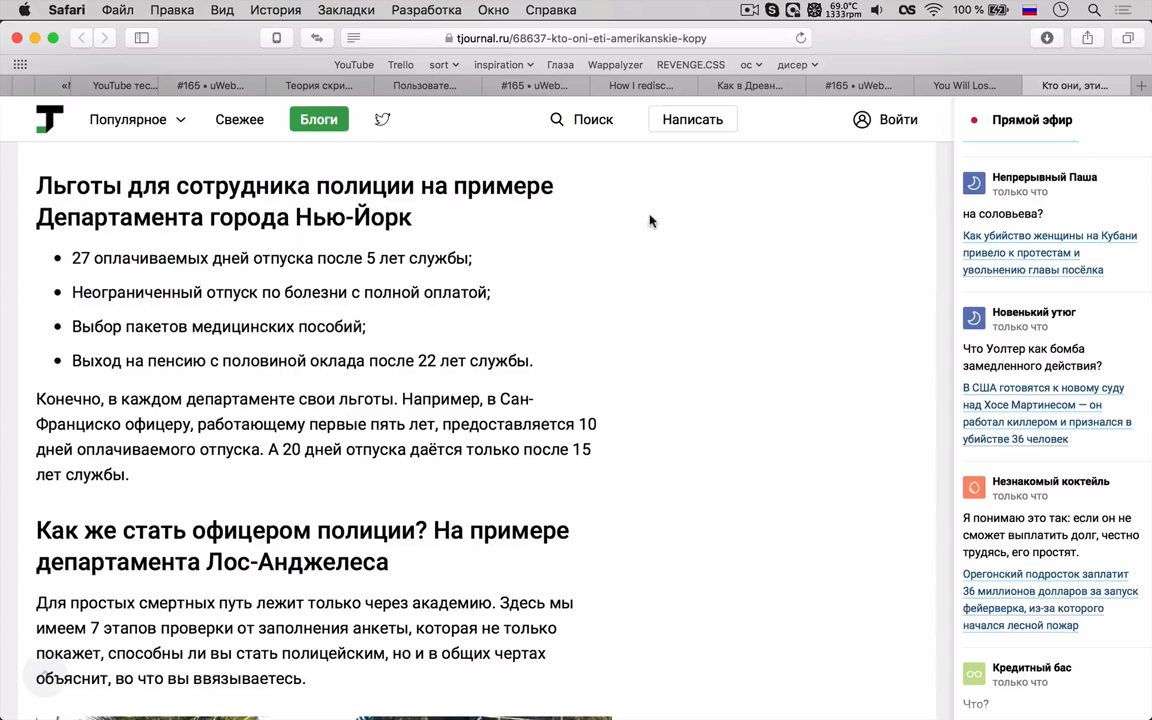 Safari Файл Правка Вид История Закладки Разработка Окно Справка 69.0°C 1333rpm 100 %
tjournal.ru/68637-kto-oni-eti-amerikanskie-kopy
YouTube Trello sort inspiration Глаза Wappalyzer REVENGE.CSS ос дисер
YouTube тес... #165 • uWeb... Теория скри... Пользовате... #165 • uWeb... How I redisc... Как в Древн... #165 • uWeb... You Will Los... Кто они, эти...
Популярное Свежее Блоги Поиск Написать Войти
Льготы для сотрудника полиции на примере
Департамента города Нью-Йорк
• 27 оплачиваемых дней отпуска после 5 лет службы;
• Неограниченный отпуск по болезни с полной оплатой;
• Выбор пакетов медицинских пособий;
• Выход на пенсию с половиной оклада после 22 лет службы.
Конечно, в каждом департаменте свои льготы. Например, в Сан-
Франциско офицеру, работающему первые пять лет, предоставляется 10
дней оплачиваемого отпуска. А 20 дней отпуска даётся только после 15
лет службы.
Как же стать офицером полиции? На примере
департамента Лос-Анджелеса
Для простых смертных путь лежит только через академию. Здесь мы
имеем 7 этапов проверки от заполнения анкеты, которая не только
покажет, способны ли вы стать полицейским, но и в общих чертах
объяснит, во что вы ввязываетесь.
Прямой эфир
Непрерывный Паша
только что
на соловьева?
Как убийство женщины на Кубани
привело к протестам и
увольнению главы посёлка
Новенький утюг
только что
Что Уолтер как бомба
замедленного действия?
В США готовятся к новому суду
над Хосе Мартинесом — он
работал киллером и признался в
убийстве 36 человек
Незнакомый коктейль
только что
Я понимаю это так: если он не
сможет выплатить долг, честно
трудясь, его простят.
Орегонский подросток заплатит
36 миллионов долларов за запуск
фейерверка, из-за которого
начался лесной пожар
Кредитный бас
только что
Что?